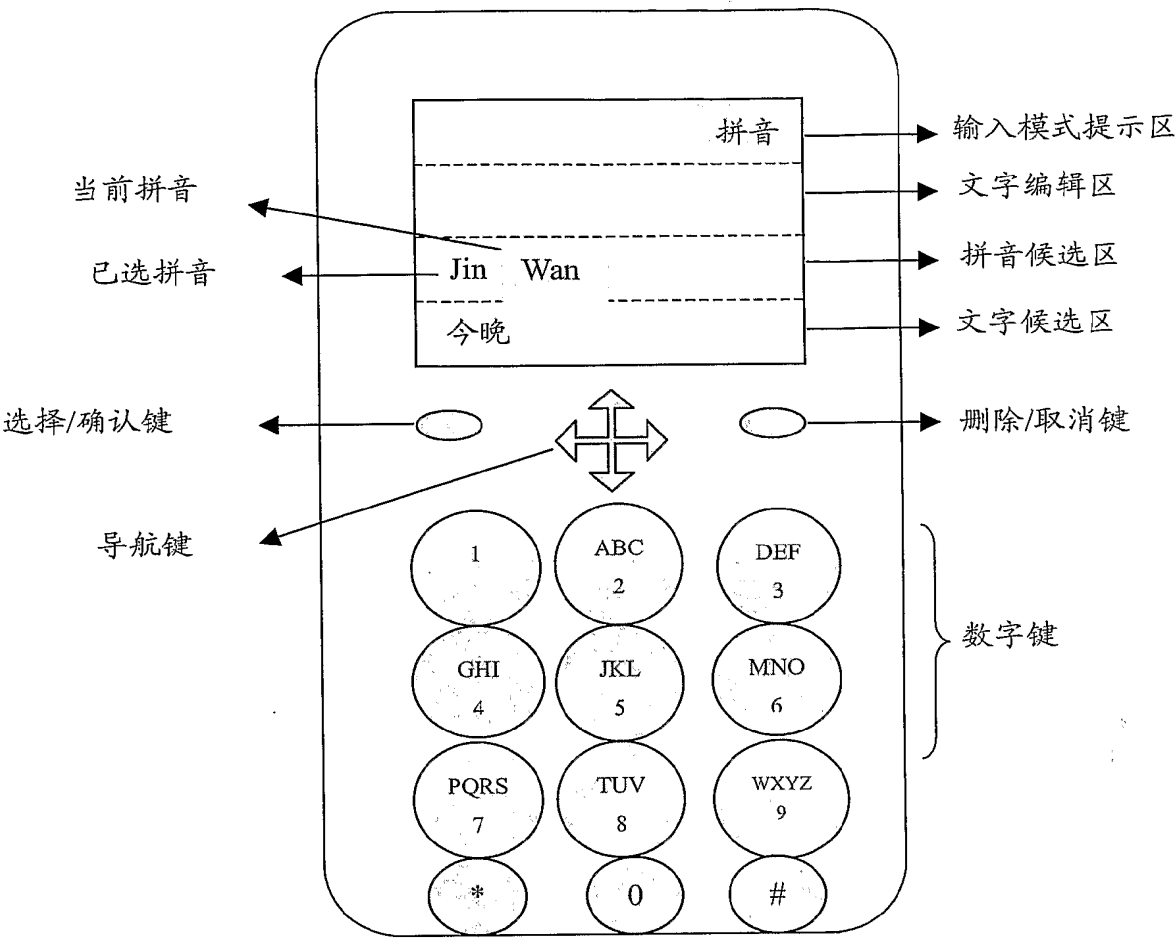 拼音
输入模式提示区
当前拼音
文字编辑区
已选拼音
Jin Wan
拼音候选区
今晚
文字候选区
选择/确认键
删除/取消键
导航键
1
ABC
2
DEF
3
数字键
GHI
4
JKL
5
MNO
6
PQRS
7
TUV
8
WXYZ
9
*
0
#